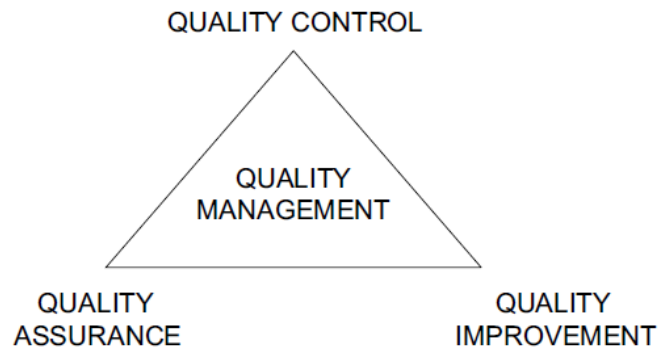 QUALITY CONTROL
QUALITY
MANAGEMENT
QUALITY
ASSURANCE
QUALITY
IMPROVEMENT